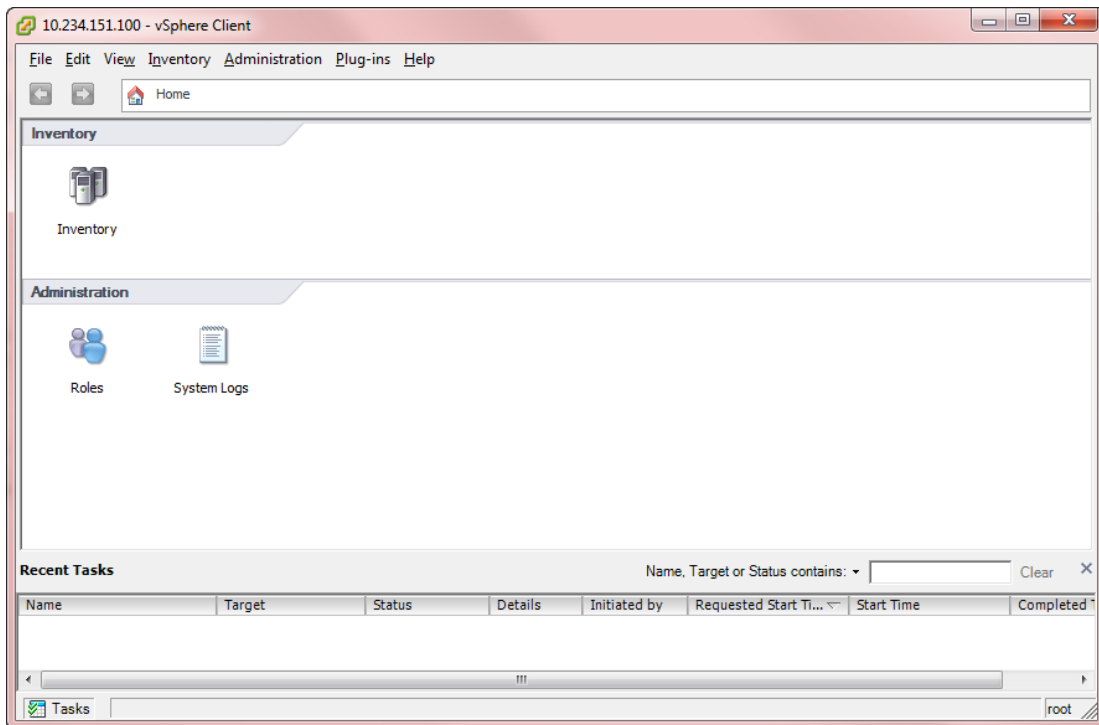 10.234.151.100 - vSphere Client
File Edit View Inventory Administration Plug-ins Help
Home
Inventory
Inventory
Administration
Roles System Logs
Recent Tasks Name, Target or Status contains: Clear
Name Target Status Details Initiated by Requested Start Ti... Start Time Completed T
Tasks root